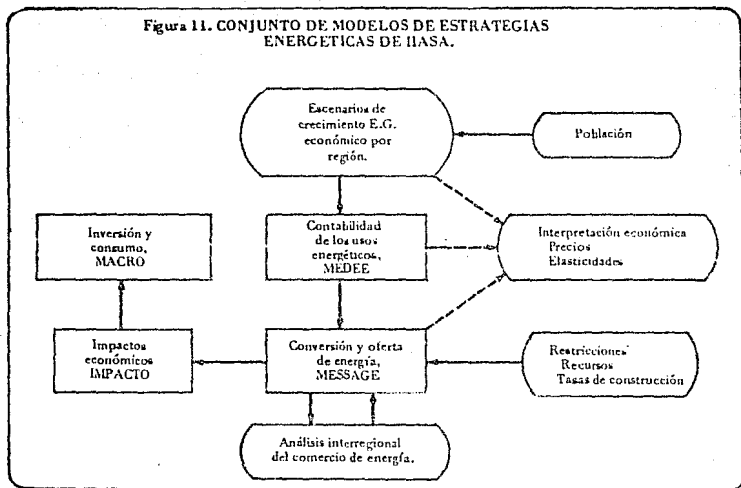 Figura 11. CONJUNTO DE MODELOS DE ESTRATEGIAS
ENERGETICAS DE IIASA.
Escenarios de
crecimiento E.G.
económico por
región.
Población
Inversión y
consumo,
MACRO
Contabilidad
de los usos
energéticos,
MEDEE
Interpretación económica
Precios
Elasticidades
Impactos
económicos
IMPACTO
Conversión y oferta
de energía,
MESSAGE
Restricciones
Recursos
Tasas de construcción
Análisis interregional
del comercio de energía.